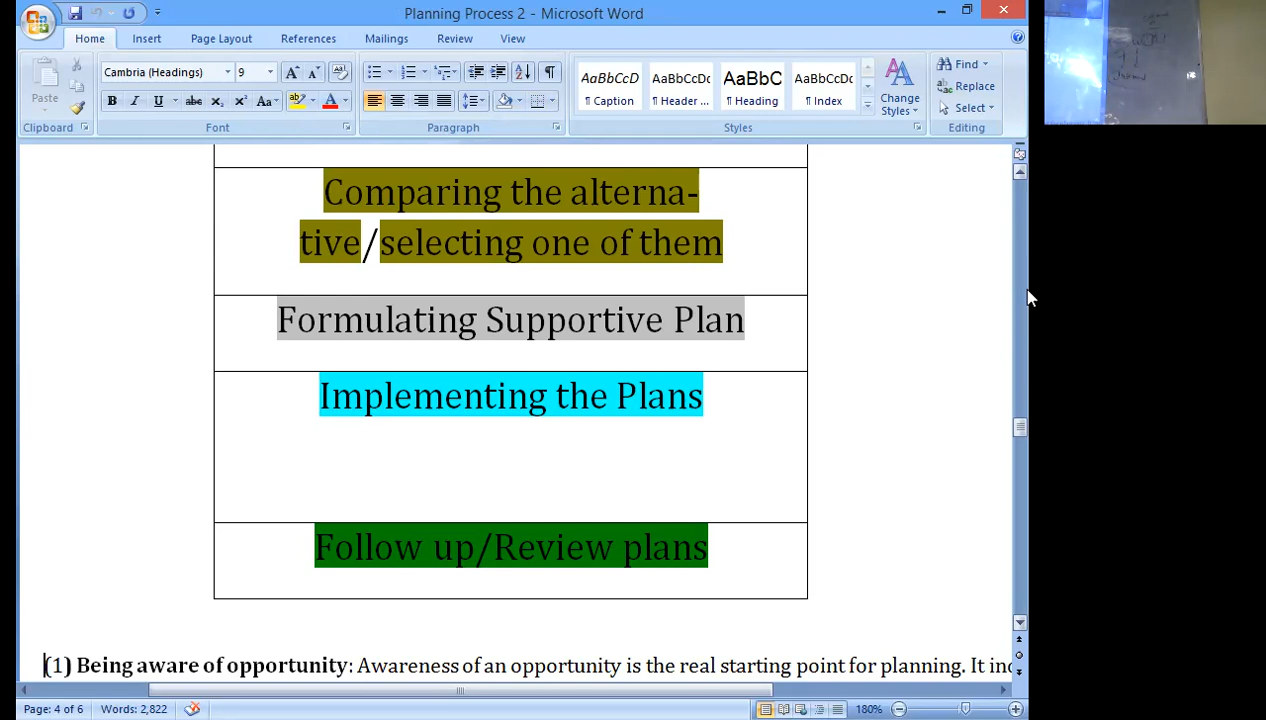 Planning Process 2 - Microsoft Word
Home Insert Page Layout References Mailings Review View
Paste
Cambria (Headings) 9
B I U abc x₂ x² Aa
AaBbCcD AaBbCcDc AaBbC AaBbCcDc
¶ Caption ¶ Header ... ¶ Heading ¶ Index
Change Styles
Find
Replace
Select
Clipboard Font Paragraph Styles Editing
Comparing the alterna-
tive/selecting one of them
Formulating Supportive Plan
Implementing the Plans
Follow up/Review plans
(1) Being aware of opportunity: Awareness of an opportunity is the real starting point for planning. It inc
Page: 4 of 6 Words: 2,822 180%